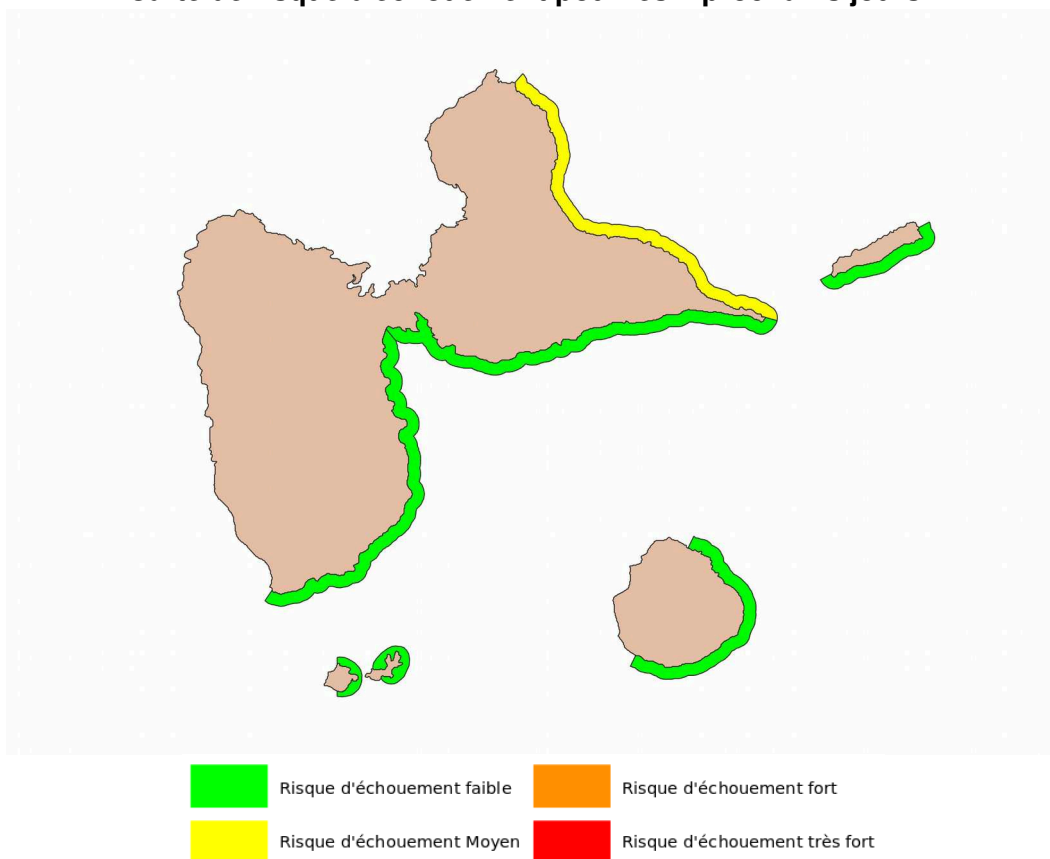 Risque d'échouement faible
Risque d'échouement fort
Risque d'échouement Moyen
Risque d'échouement très fort